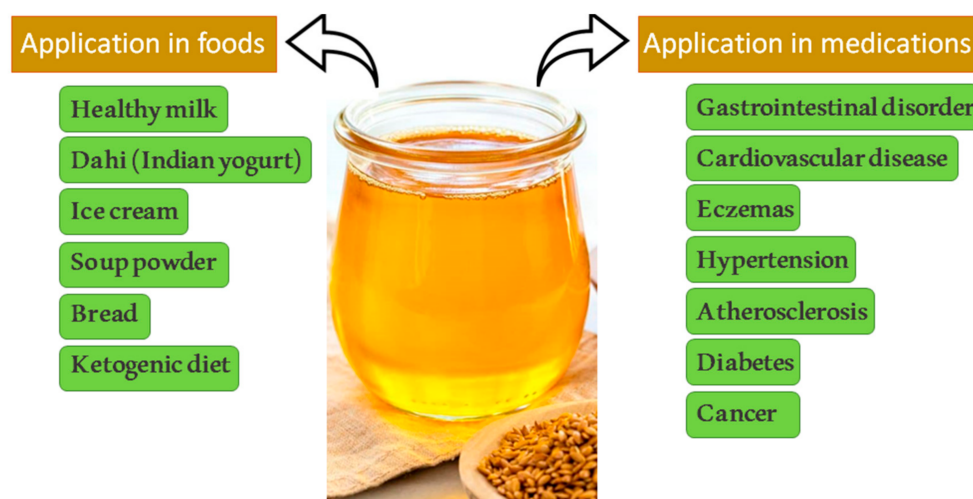 Application in foods
Healthy milk
Dahi (Indian yogurt)
Ice cream
Soup powder
Bread
Ketogenic diet
Application in medications
Gastrointestinal disorder
Cardiovascular disease
Eczemas
Hypertension
Atherosclerosis
Diabetes
Cancer